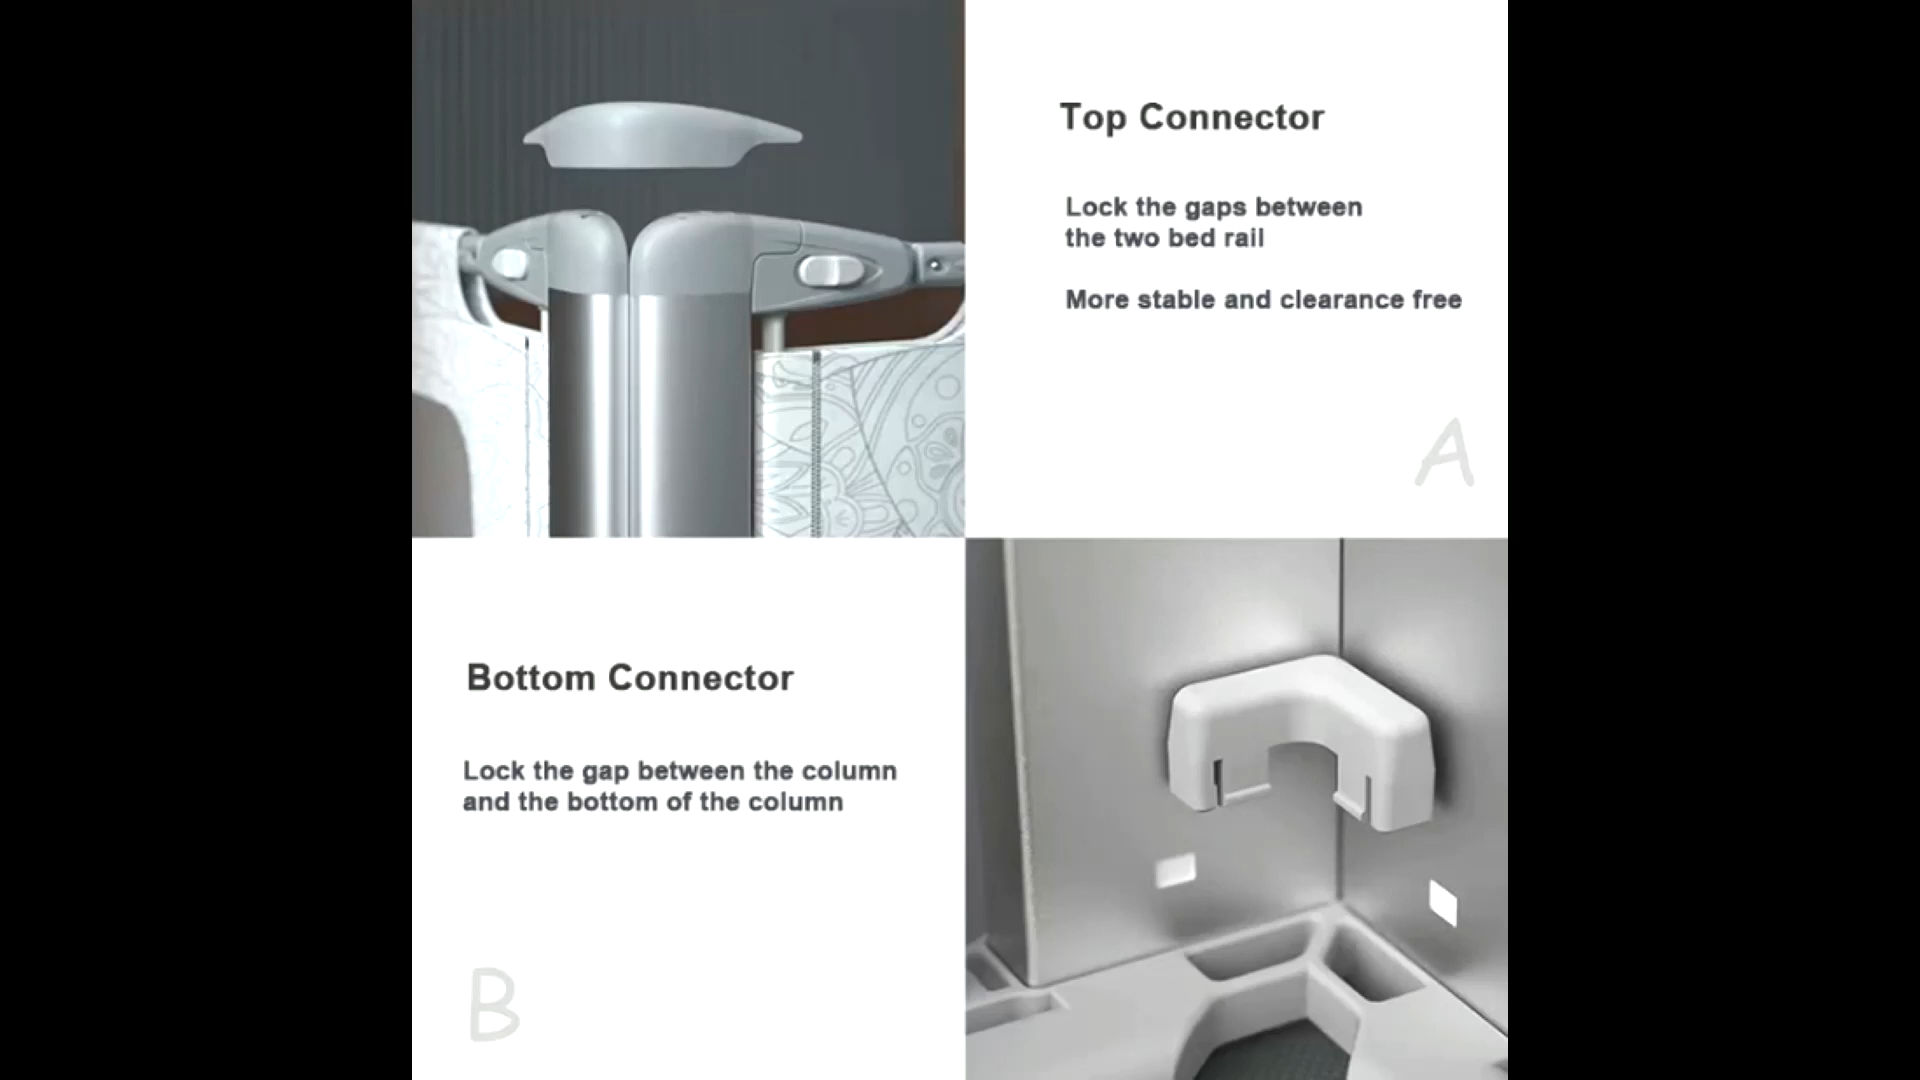 Top Connector
Lock the gaps between
the two bed rail
More stable and clearance free
A
Bottom Connector
Lock the gap between the column
and the bottom of the column
B